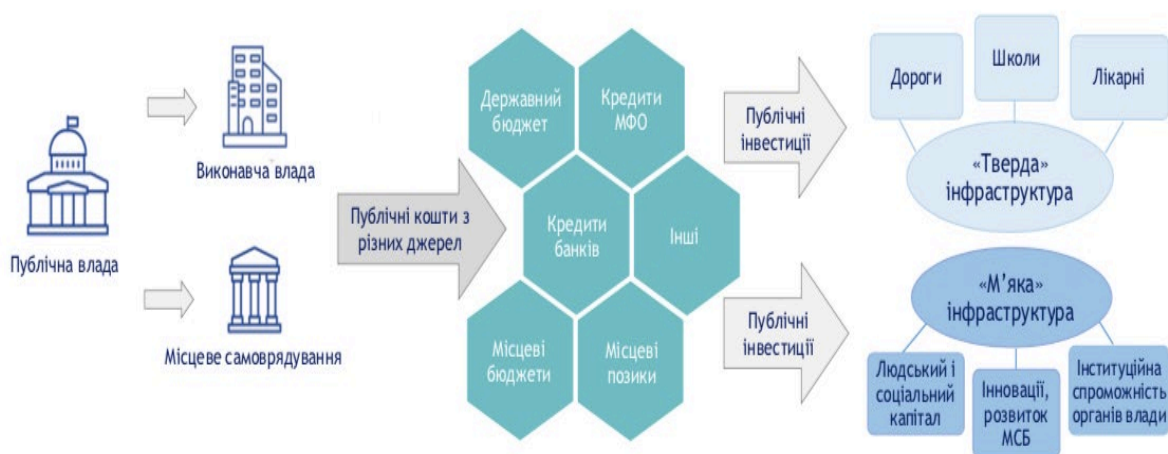 Публічна влада
Виконавча влада
Місцеве самоврядування
Публічні кошти з
різних джерел
Державний
бюджет
Кредити
МФО
Кредити
банків
Інші
Місцеві
бюджети
Місцеві
позики
Публічні
інвестиції
Публічні
інвестиції
Дороги
Школи
Лікарні
«Тверда»
інфраструктура
«М’яка»
інфраструктура
Людський і
соціальний
капітал
Інновації,
розвиток
МСБ
Інституційна
спроможність
органів влади